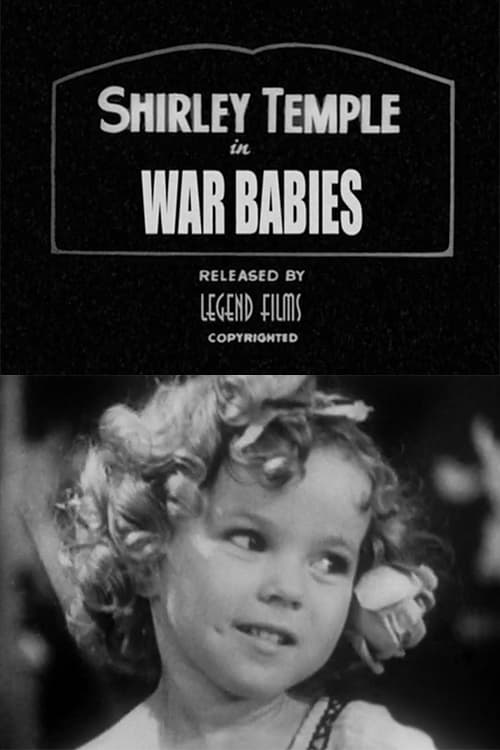 SHIRLEY TEMPLE
in
WAR BABIES
RELEASED BY
LEGEND FILMS
COPYRIGHTED